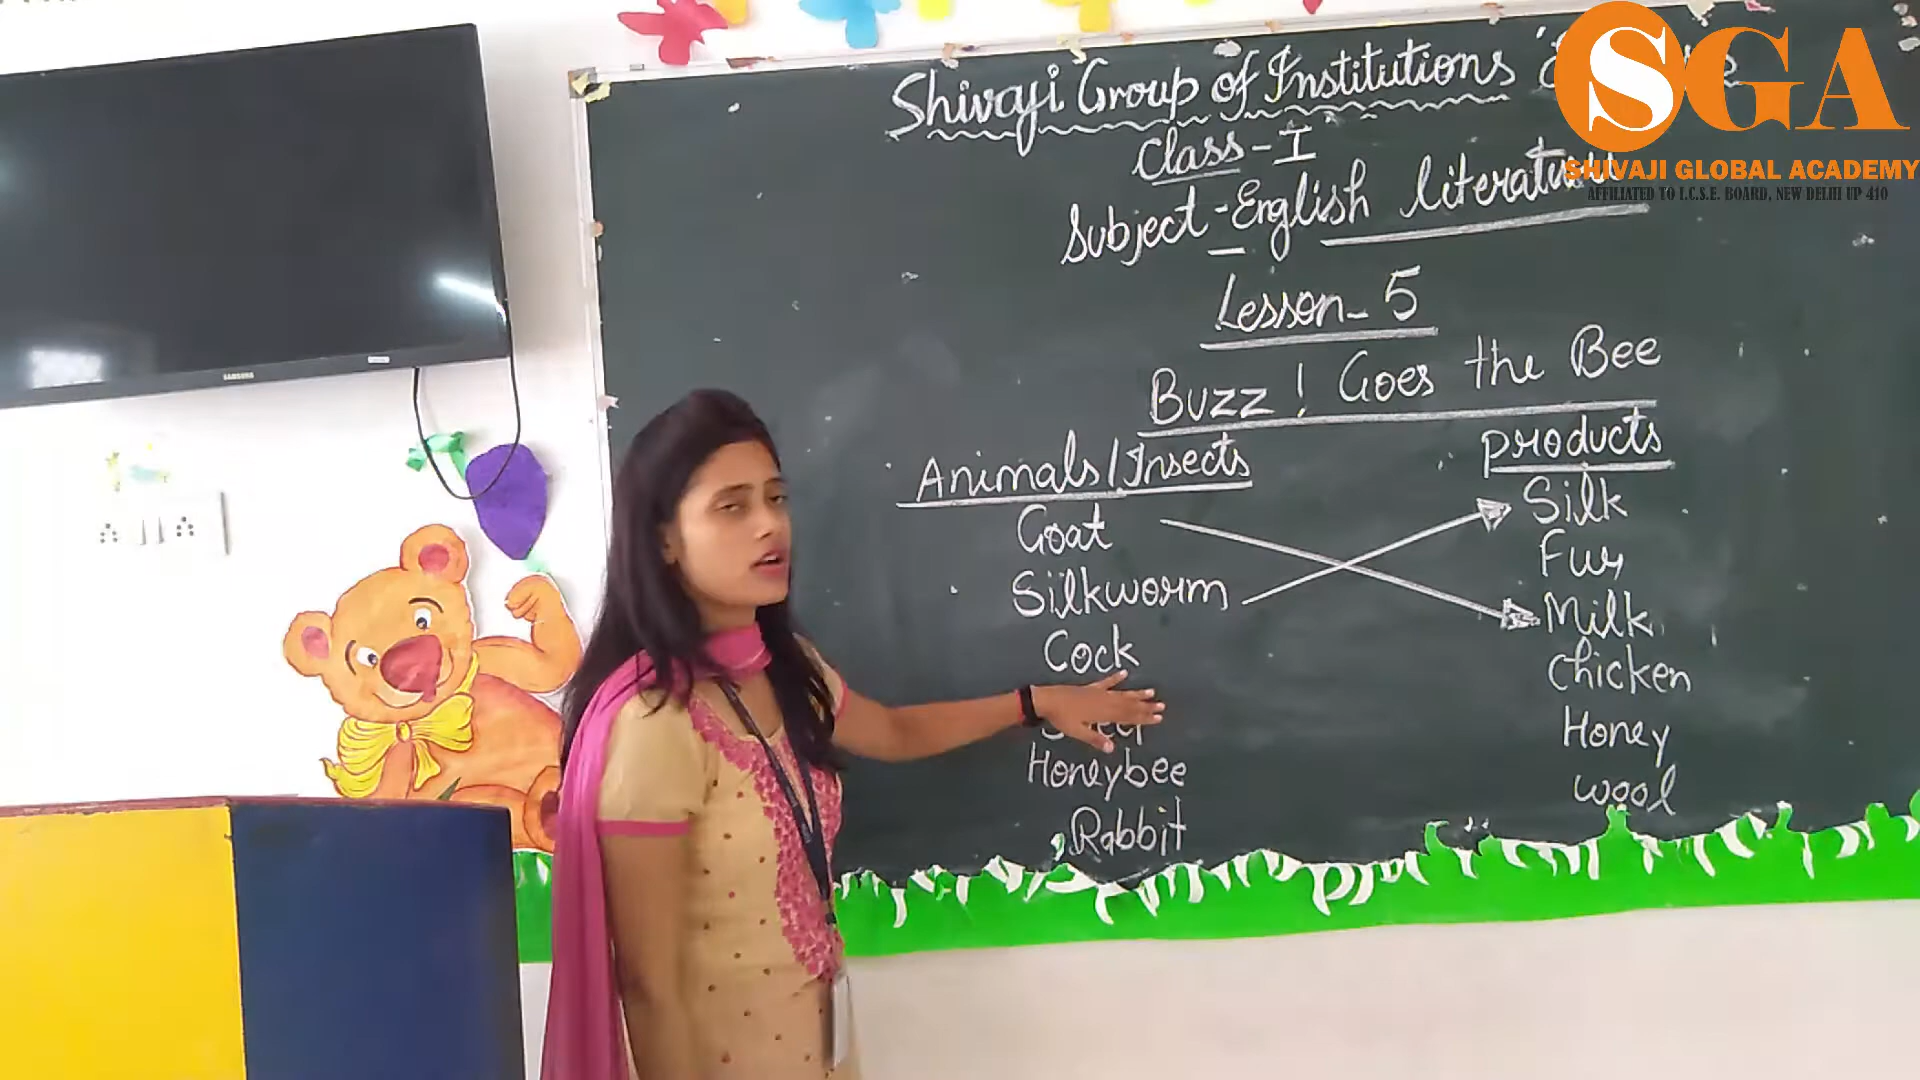 Shivaji Group of Institutions
Class-I
Subject-English literature
Lesson-5
Buzz! Goes the Bee
Animals/Insects
Goat
Silkworm
Cock
Honeybee
Rabbit
products
Silk
Fur
Milk
Chicken
Honey
wool
SGA
SHIVAJI GLOBAL ACADEMY
AFFILIATED TO I.C.S.E. BOARD, NEW DELHI UP 410
SAMSUNG